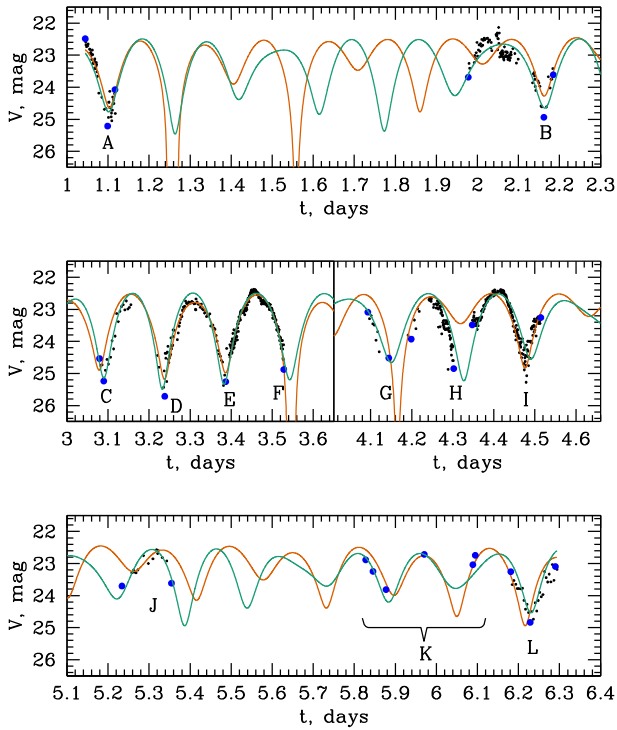 22
23
24
25
26
V, mag
A
B
1 1.1 1.2 1.3 1.4 1.5 1.6 1.7 1.8 1.9 2 2.1 2.2 2.3
t, days
22
23
24
25
26
V, mag
C D E F G H I
3 3.1 3.2 3.3 3.4 3.5 3.6 4.1 4.2 4.3 4.4 4.5 4.6
t, days t, days
22
23
24
25
26
V, mag
J
K
L
5.1 5.2 5.3 5.4 5.5 5.6 5.7 5.8 5.9 6 6.1 6.2 6.3 6.4
t, days